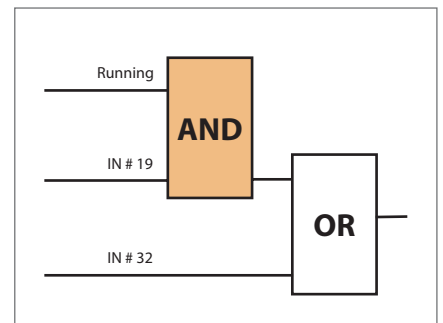 Running
AND
IN # 19
OR
IN # 32